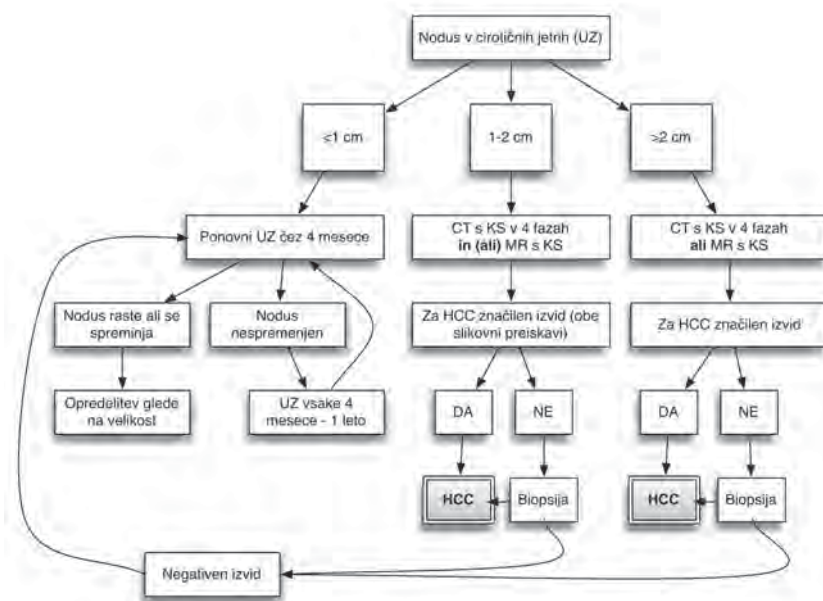 Nodus v cirotičnih jetrih (UZ)
<1 cm
1-2 cm
>2 cm
Ponovni UZ čez 4 mesece
CT s KS v 4 fazah
in (ali) MR s KS
CT s KS v 4 fazah
ali MR s KS
Nodus raste ali se
spreminja
Nodus
nespremenjen
Za HCC značilen izvid (obe
slikovni preiskavi)
Za HCC značilen izvid
Opredelitev glede
na velikost
UZ vsake 4
mesece - 1 leto
DA
NE
DA
NE
HCC
Biopsija
HCC
Biopsija
Negativen izvid